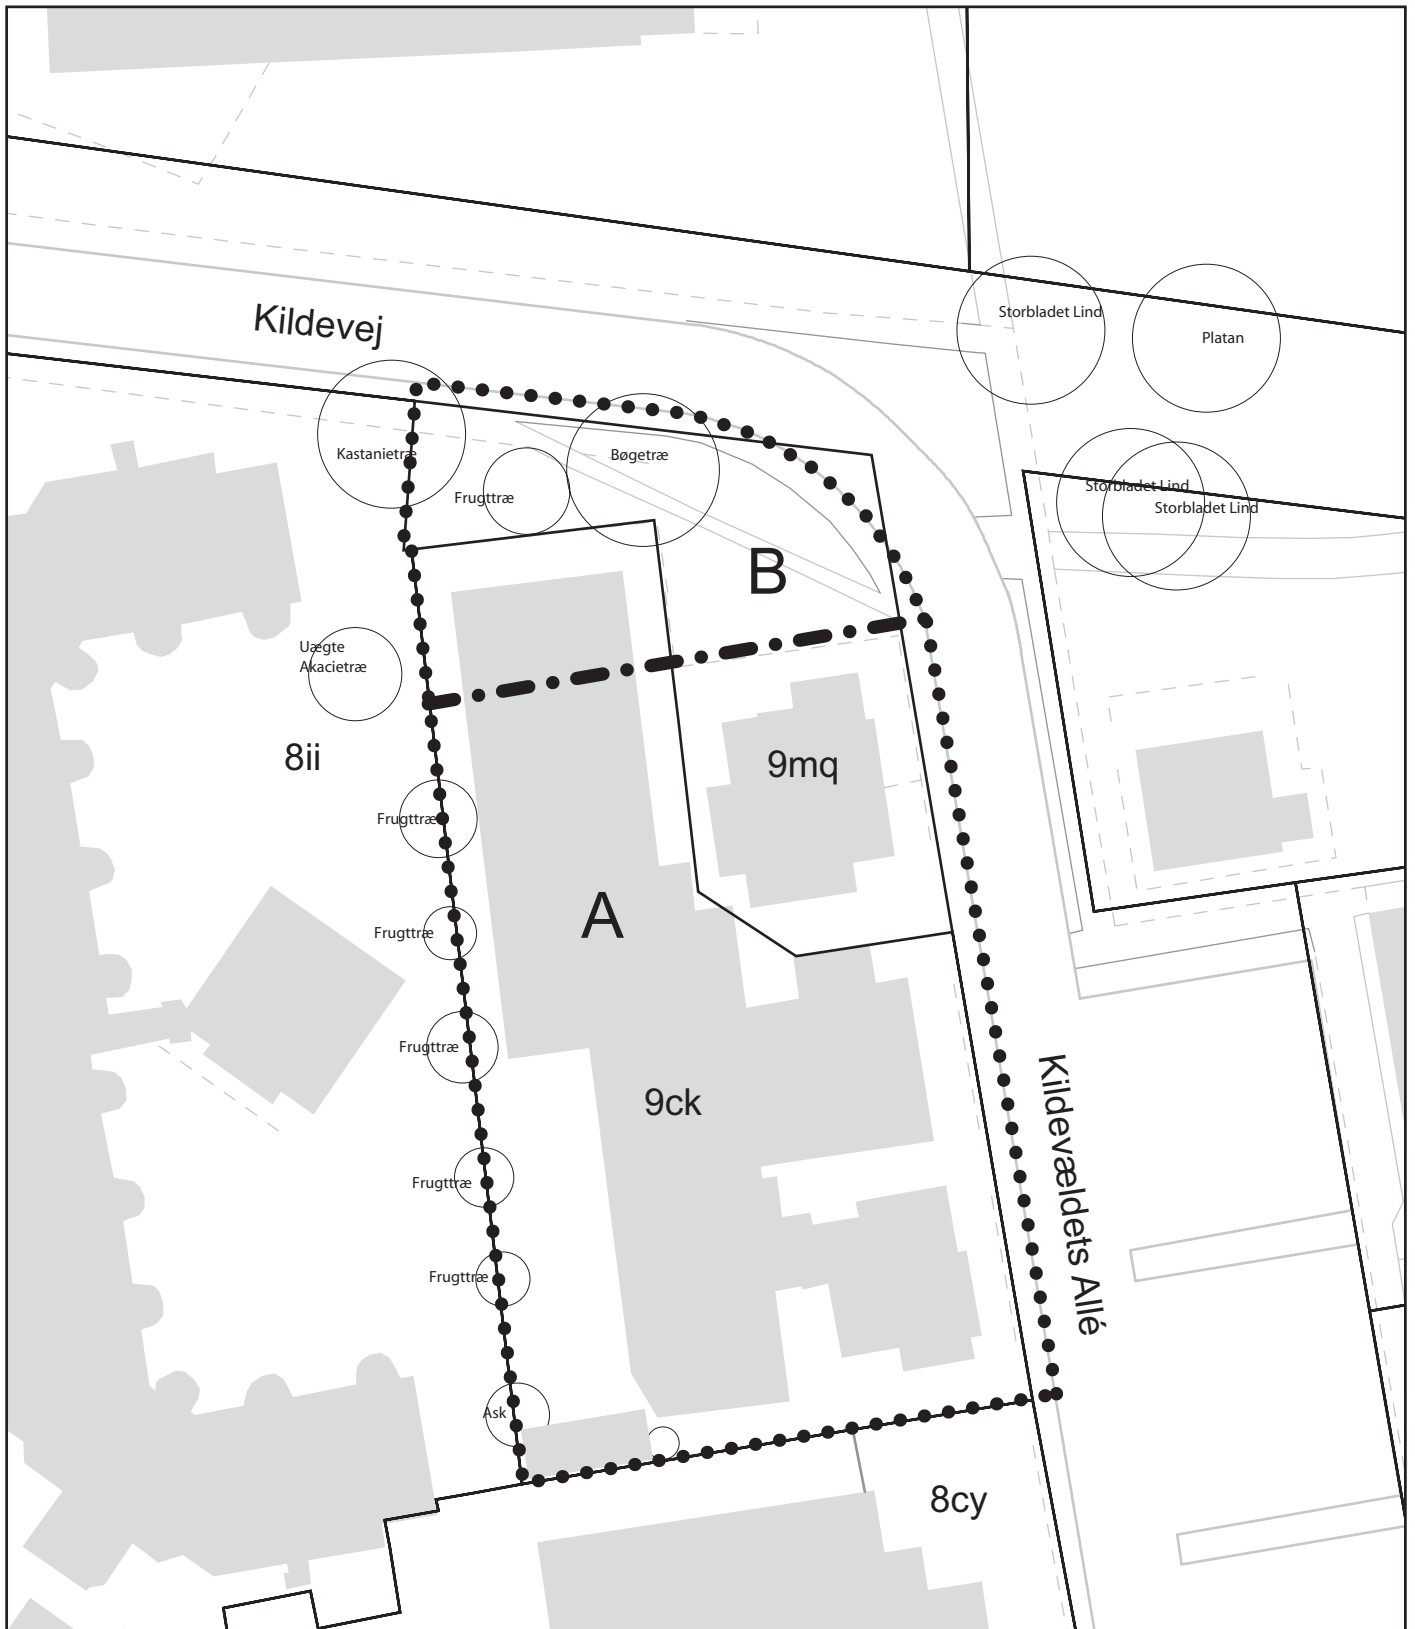 Storbladet Lind
Kildevej
Platan
Kastanietræ
Bøgetræ
Frugttræ
Storbladet Lind
Storbladet Lind
B
Uægte
Akacietræ
8ii
9mq
Frugttræ
A
Frugttræ
Frugttræ
9ck
Kildevældets Allé
Frugttræ
Frugttræ
Ask
8cy